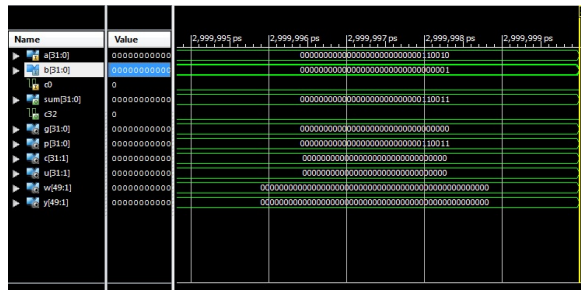 Name
Value
2,999,995 ps 2,999,996 ps 2,999,997 ps 2,999,998 ps 2,999,999 ps
a[31:0] 00000000000 00000000000000000000000000110010
b[31:0] 00000000000 00000000000000000000000000000001
c0 0
sum[31:0] 00000000000 00000000000000000000000000110011
c32 0
g[31:0] 00000000000 00000000000000000000000000000000
p[31:0] 00000000000 00000000000000000000000000110011
c[31:1] 00000000000 0000000000000000000000000000000
u[31:1] 00000000000 0000000000000000000000000000000
w[49:1] 00000000000 0000000000000000000000000000000000000000000000000
y[49:1] 00000000000 0000000000000000000000000000000000000000000000000